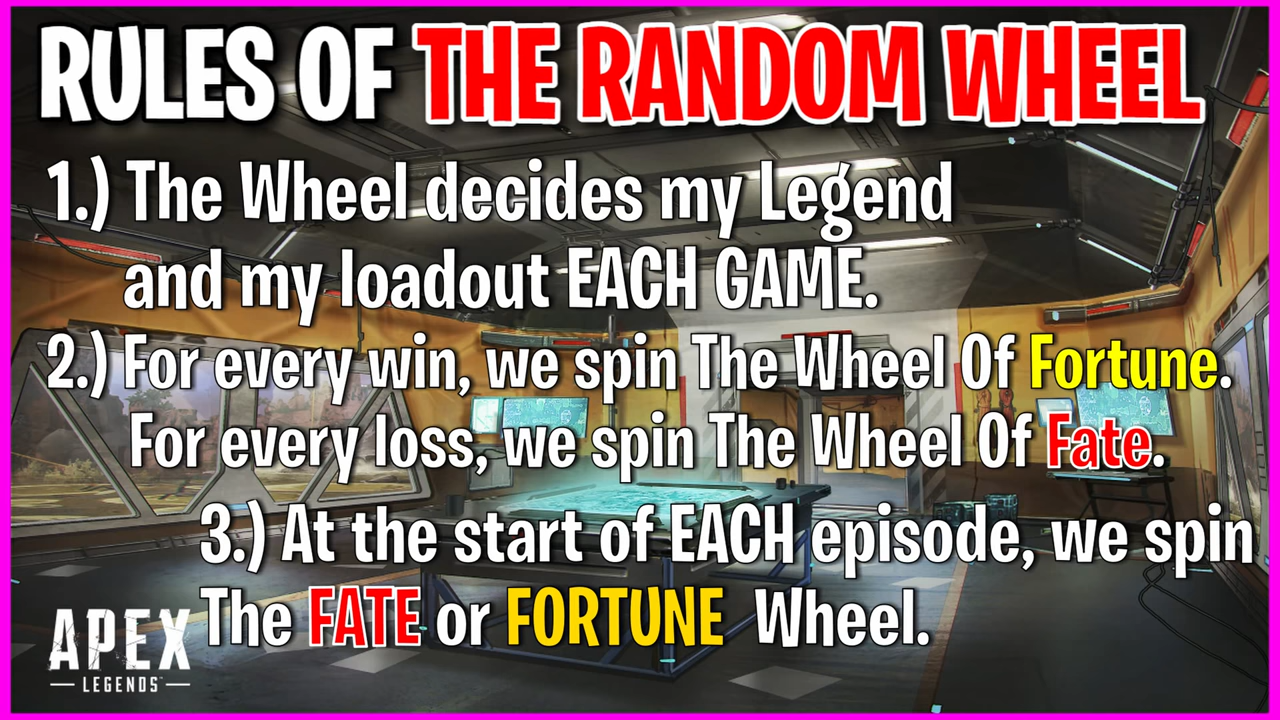 RULES OF THE RANDOM WHEEL
1.) The Wheel decides my Legend
and my loadout EACH GAME.
2.) For every win, we spin The Wheel Of Fortune.
For every loss, we spin The Wheel Of Fate.
3.) At the start of EACH episode, we spin
The FATE or FORTUNE Wheel.
APEX
LEGENDS